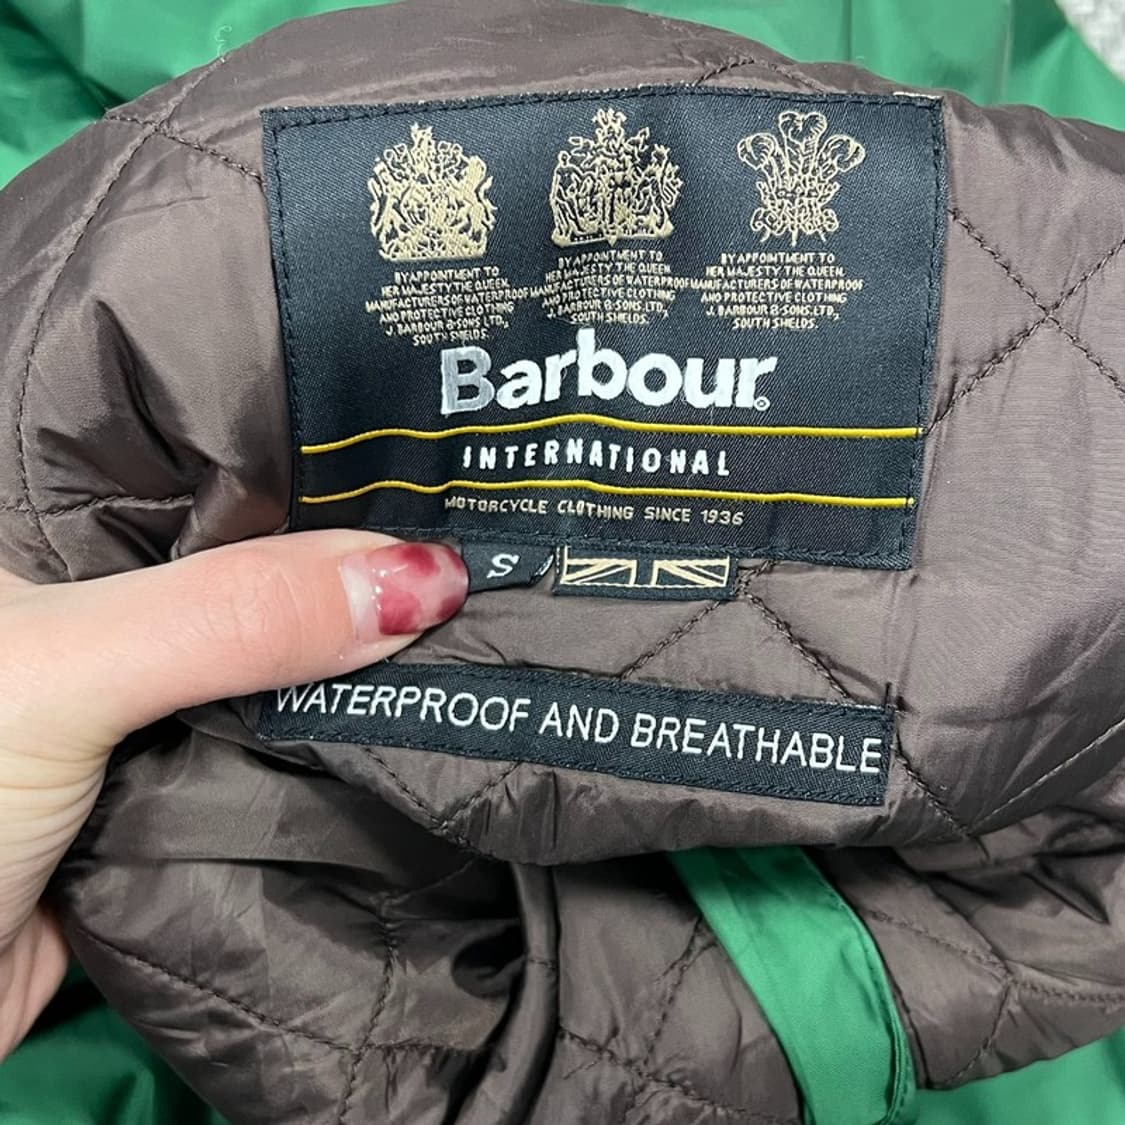 BY APPOINTMENT TO
HER MAJESTY THE QUEEN
MANUFACTURERS OF WATERPROOF
AND PROTECTIVE CLOTHING
J. BARBOUR & SONS LTD.,
SOUTH SHIELDS.
BY APPOINTMENT TO
HER MAJESTY THE QUEEN
MANUFACTURERS OF WATERPROOF
AND PROTECTIVE CLOTHING
J. BARBOUR & SONS LTD.,
SOUTH SHIELDS.
BY APPOINTMENT TO
HER MAJESTY THE QUEEN
MANUFACTURERS OF WATERPROOF
AND PROTECTIVE CLOTHING
J. BARBOUR & SONS LTD.,
SOUTH SHIELDS.
Barbour®
INTERNATIONAL
MOTORCYCLE CLOTHING SINCE 1936
S
WATERPROOF AND BREATHABLE